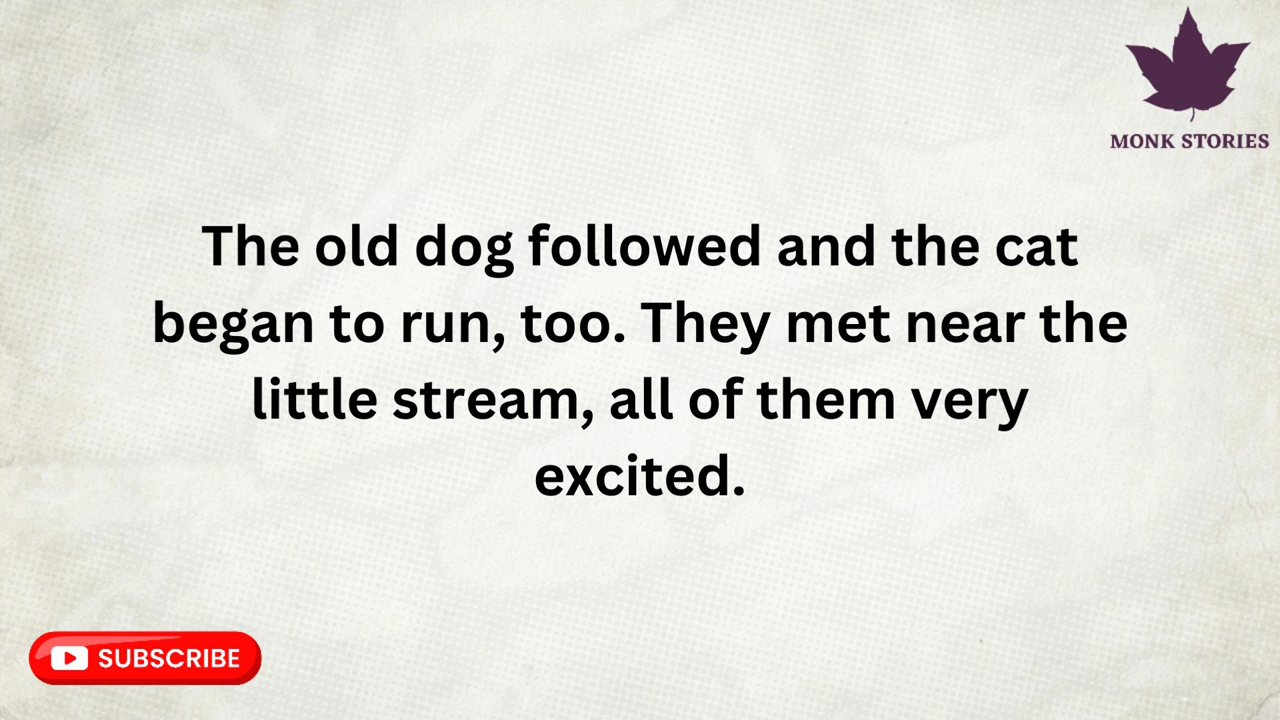 MONK STORIES
The old dog followed and the cat
began to run, too. They met near the
little stream, all of them very
excited.
SUBSCRIBE